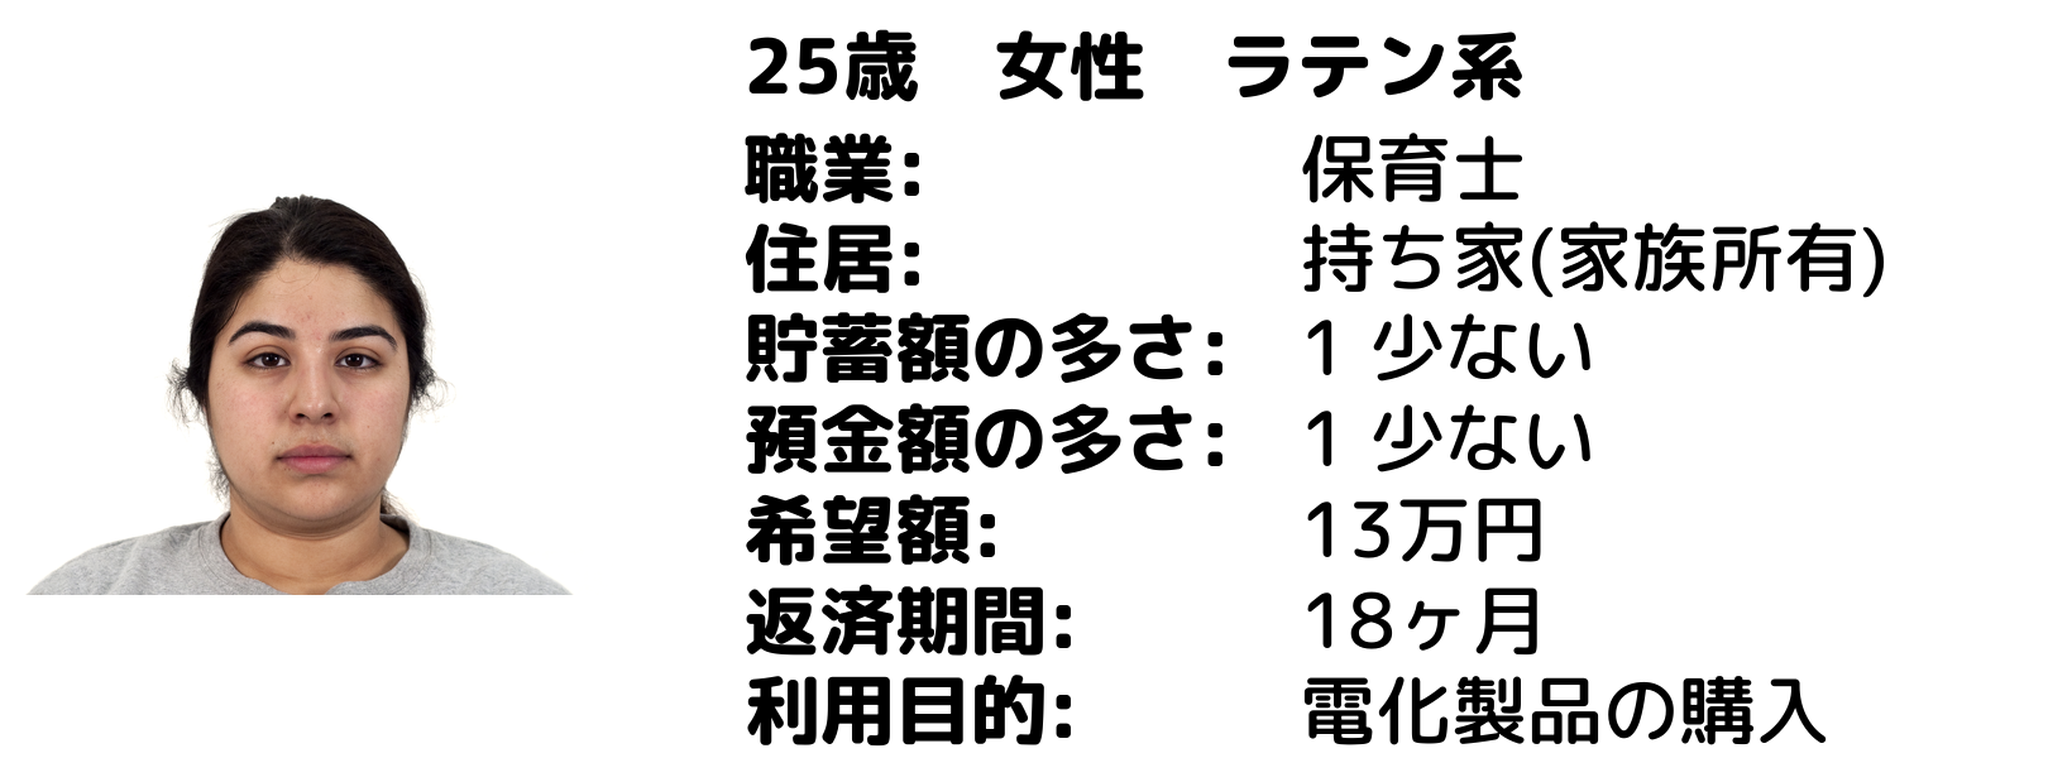 25歳　女性　ラテン系
職業: 保育士
住居: 持ち家(家族所有)
貯蓄額の多さ: 1 少ない
預金額の多さ: 1 少ない
希望額: 13万円
返済期間: 18ヶ月
利用目的: 電化製品の購入